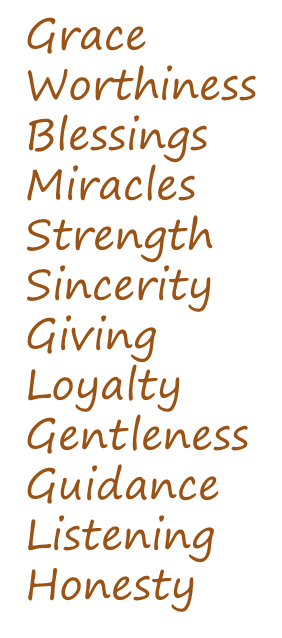 Grace
Worthiness
Blessings
Miracles
Strength
Sincerity
Giving
Loyalty
Gentleness
Guidance
Listening
Honesty